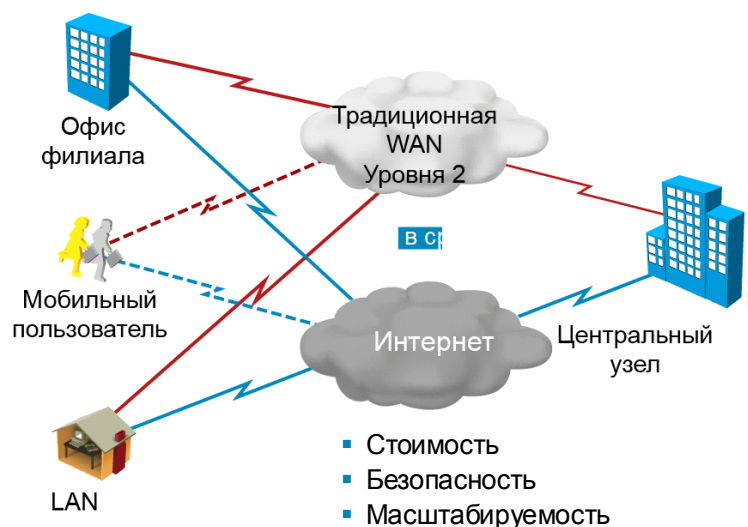 Традиционная
WAN
Уровня 2
Офис
филиала
в
Мобильный
пользователь
Интернет
Центральный
узел
LAN
Стоимость
Безопасность
Масштабируемость